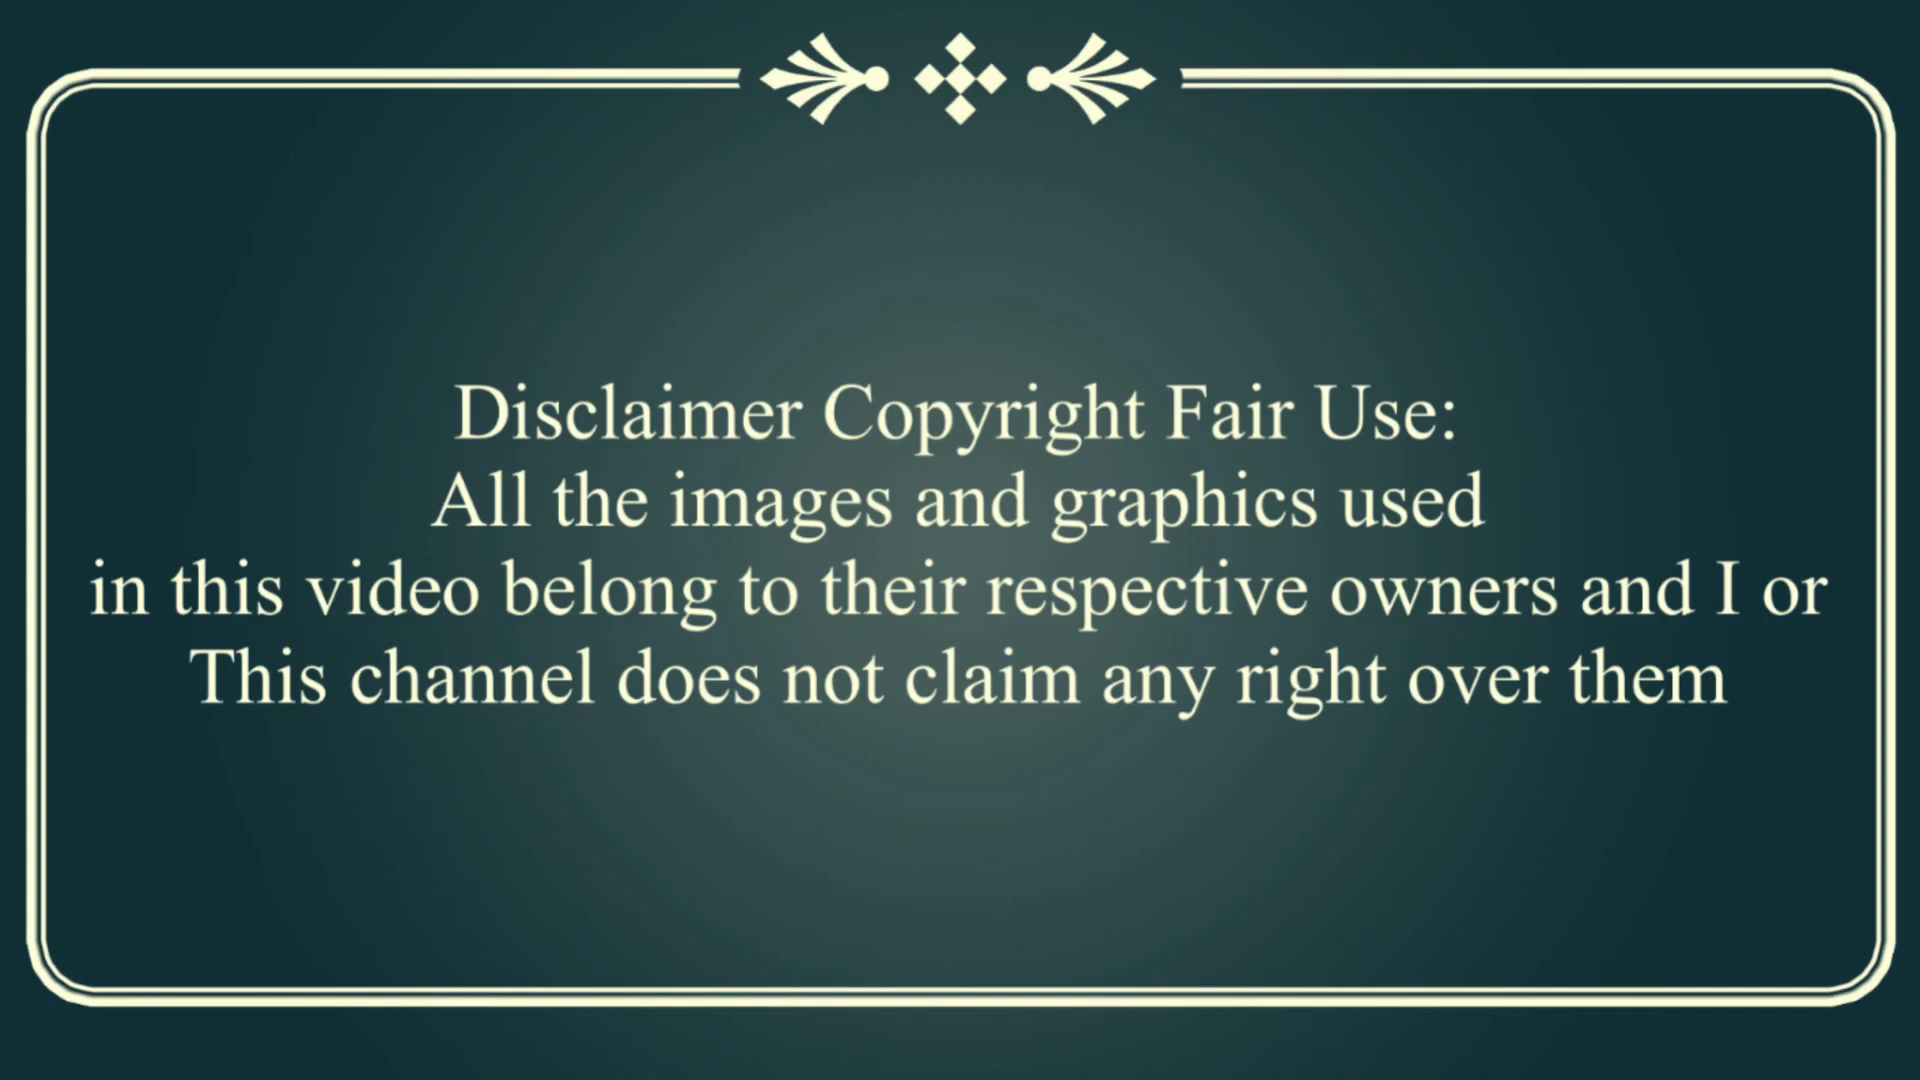 Disclaimer Copyright Fair Use:
All the images and graphics used
in this video belong to their respective owners and I or
This channel does not claim any right over them